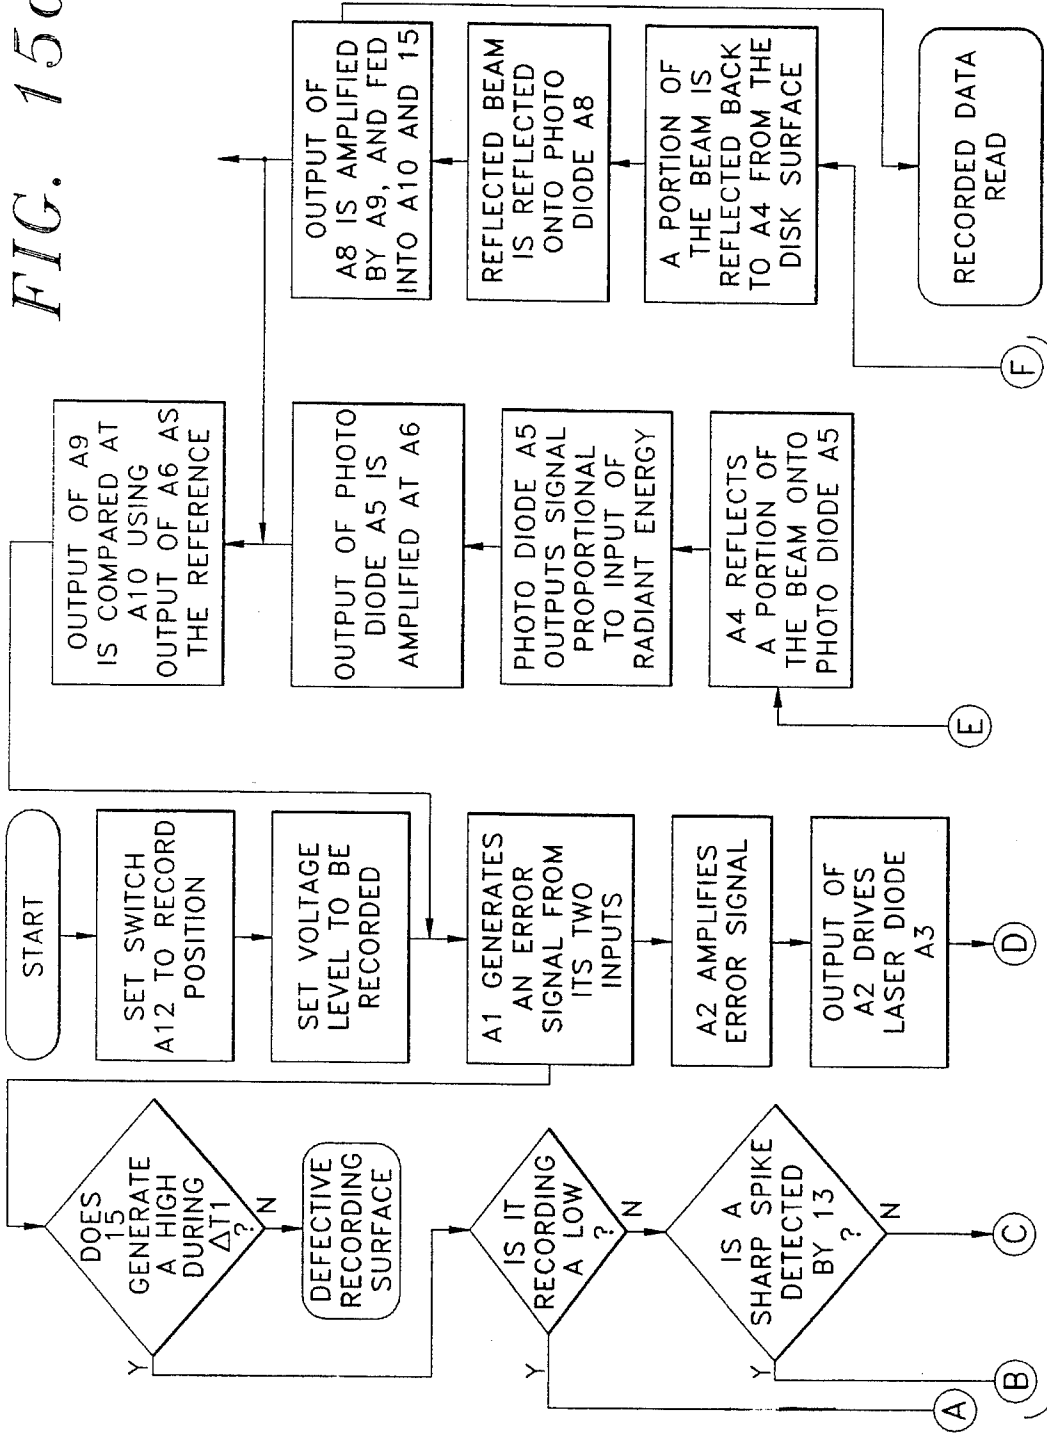 FIG. 15a
START
SET SWITCH
A12 TO RECORD
POSITION
SET VOLTAGE
LEVEL TO BE
RECORDED
A1 GENERATES
AN ERROR
SIGNAL FROM
ITS TWO
INPUTS
A2 AMPLIFIES
ERROR SIGNAL
OUTPUT OF
A2 DRIVES
LASER DIODE
A3
D
DOES
15
GENERATE
A HIGH
DURING
ΔT1
?
Y
N
DEFECTIVE
RECORDING
SURFACE
IS IT
RECORDING
A LOW
?
Y
N
IS A
SHARP SPIKE
DETECTED
BY 13
?
Y
N
A
B
C
OUTPUT OF A9
IS COMPARED AT
A10 USING
OUTPUT OF A6 AS
THE REFERENCE
OUTPUT OF PHOTO
DIODE A5 IS
AMPLIFIED AT A6
PHOTO DIODE A5
OUTPUTS SIGNAL
PROPORTIONAL
TO INPUT OF
RADIANT ENERGY
A4 REFLECTS
A PORTION OF
THE BEAM ONTO
PHOTO DIODE A5
E
OUTPUT OF
A8 IS AMPLIFIED
BY A9, AND FED
INTO A10 AND 15
REFLECTED BEAM
IS REFLECTED
ONTO PHOTO
DIODE A8
A PORTION OF
THE BEAM IS
REFLECTED BACK
TO A4 FROM THE
DISK SURFACE
RECORDED DATA
READ
F